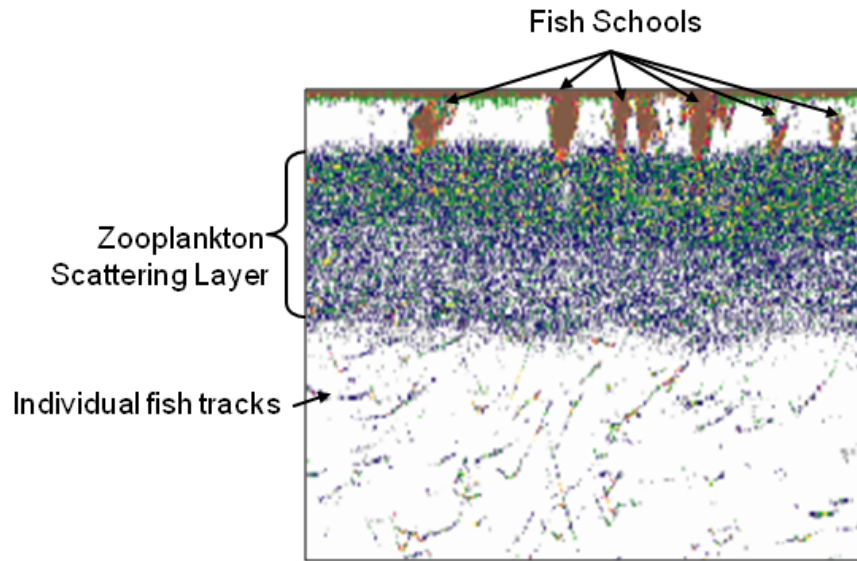 Fish Schools
Zooplankton
Scattering Layer
Individual fish tracks